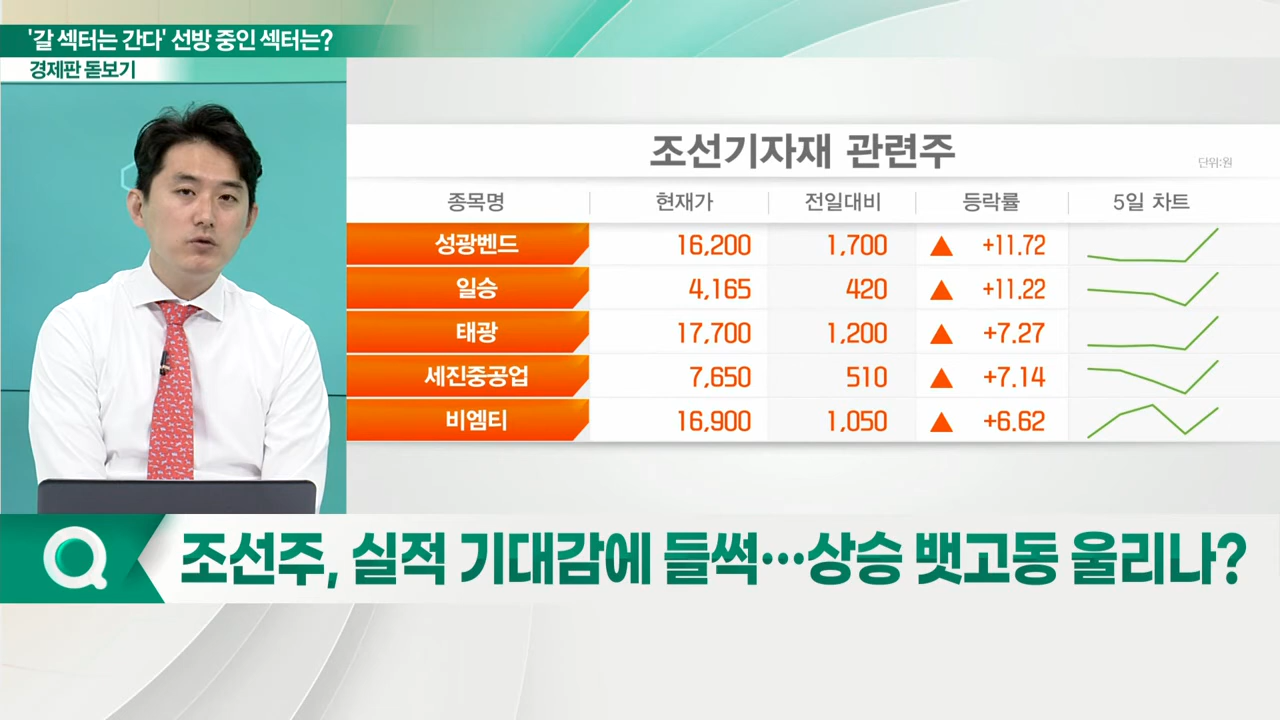 '갈 섹터는 간다' 선방 중인 섹터는?
경제판 돋보기
조선기자재 관련주
단위:원
종목명 현재가 전일대비 등락률 5일 차트
성광벤드 16,200 1,700 ▲ +11.72
일승 4,165 420 ▲ +11.22
태광 17,700 1,200 ▲ +7.27
세진중공업 7,650 510 ▲ +7.14
비엠티 16,900 1,050 ▲ +6.62
Q 조선주, 실적 기대감에 들썩…상승 뱃고동 울리나?